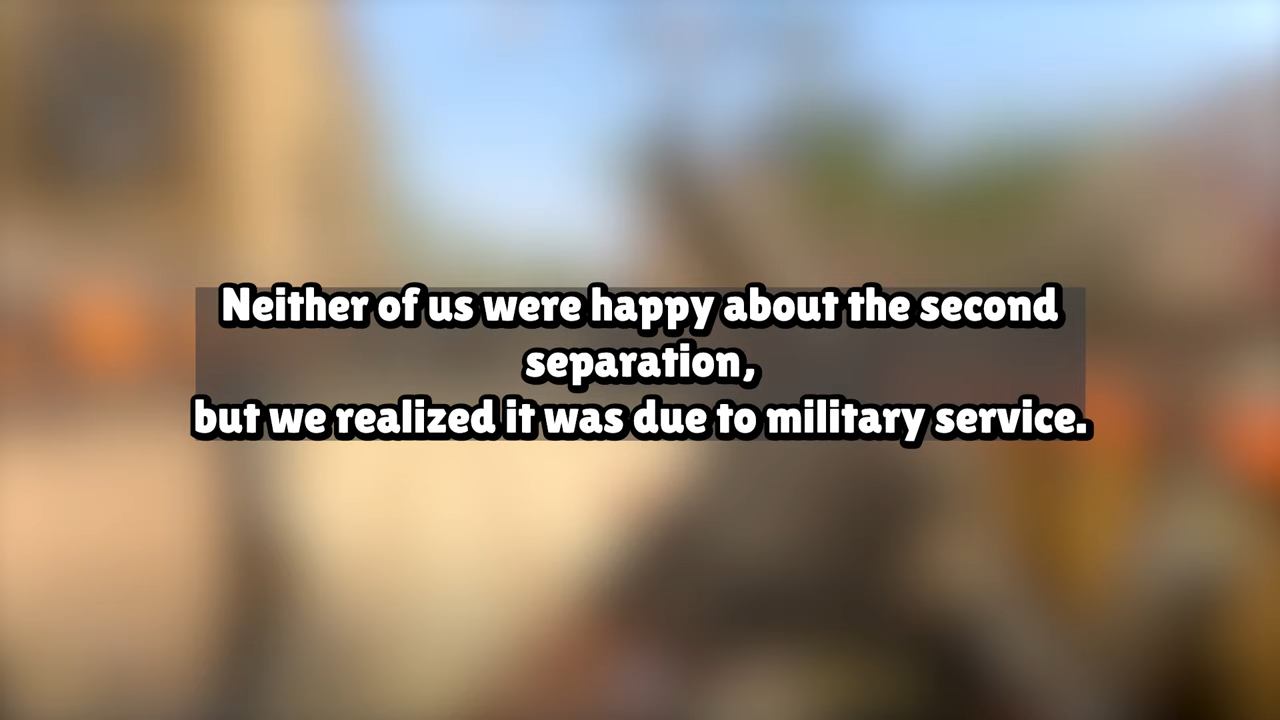 Neither of us were happy about the second
separation,
but we realized it was due to military service.